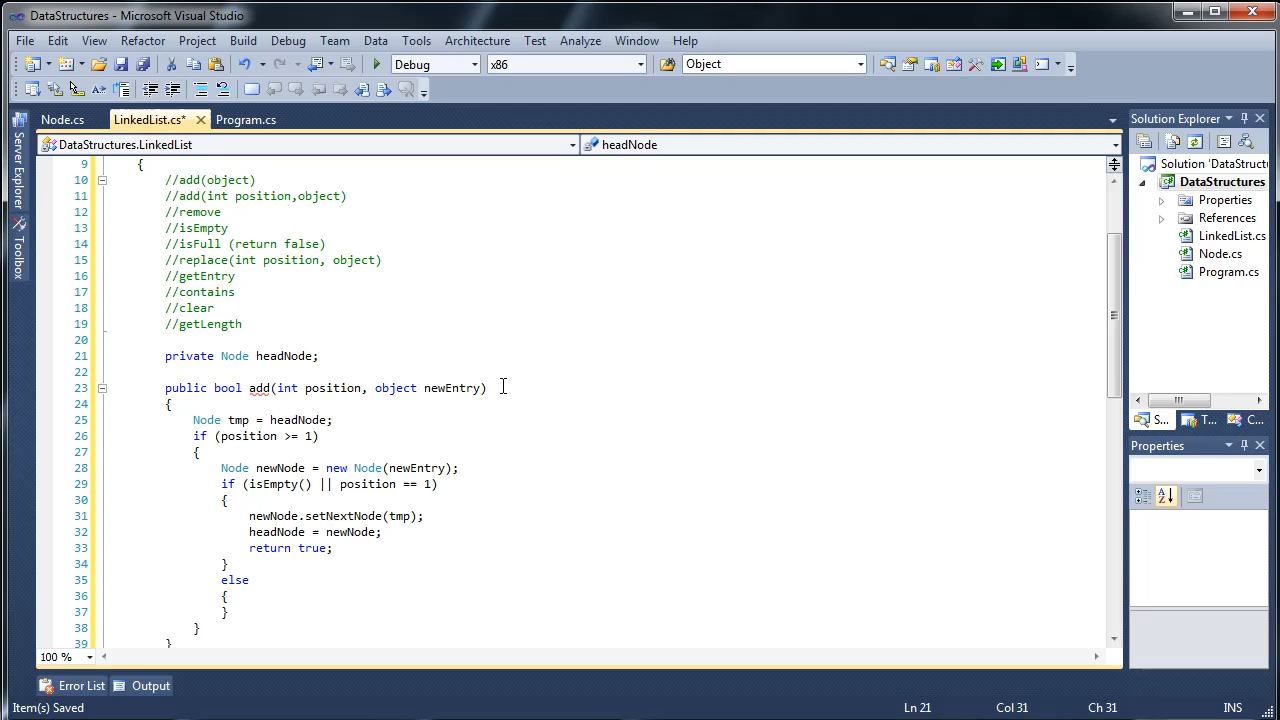 DataStructures - Microsoft Visual Studio
File Edit View Refactor Project Build Debug Team Data Tools Architecture Test Analyze Window Help
Debug x86 Object
Node.cs LinkedList.cs* Program.cs
DataStructures.LinkedList headNode
9 {
10 //add(object)
11 //add(int position,object)
12 //remove
13 //isEmpty
14 //isFull (return false)
15 //replace(int position, object)
16 //getEntry
17 //contains
18 //clear
19 //getLength
20
21 private Node headNode;
22
23 public bool add(int position, object newEntry)
24 {
25 Node tmp = headNode;
26 if (position >= 1)
27 {
28 Node newNode = new Node(newEntry);
29 if (isEmpty() || position == 1)
30 {
31 newNode.setNextNode(tmp);
32 headNode = newNode;
33 return true;
34 }
35 else
36 {
37 }
38 }
39 }
100 %
Server Explorer
Toolbox
Solution Explorer
Solution 'DataStruct
DataStructures
Properties
References
LinkedList.cs
Node.cs
Program.cs
S... T... C...
Properties
Error List Output
Item(s) Saved Ln 21 Col 31 Ch 31 INS